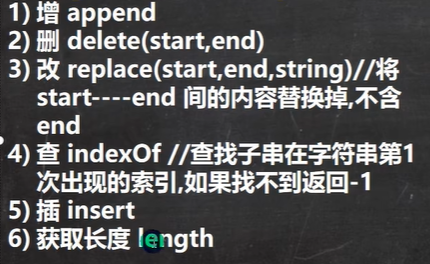 1) 增 append
2) 删 delete(start,end)
3) 改 replace(start,end,string)//将
start----end 间的内容替换掉,不含
end
4) 查 indexOf //查找子串在字符串第1
次出现的索引,如果找不到返回-1
5) 插 insert
6) 获取长度 length